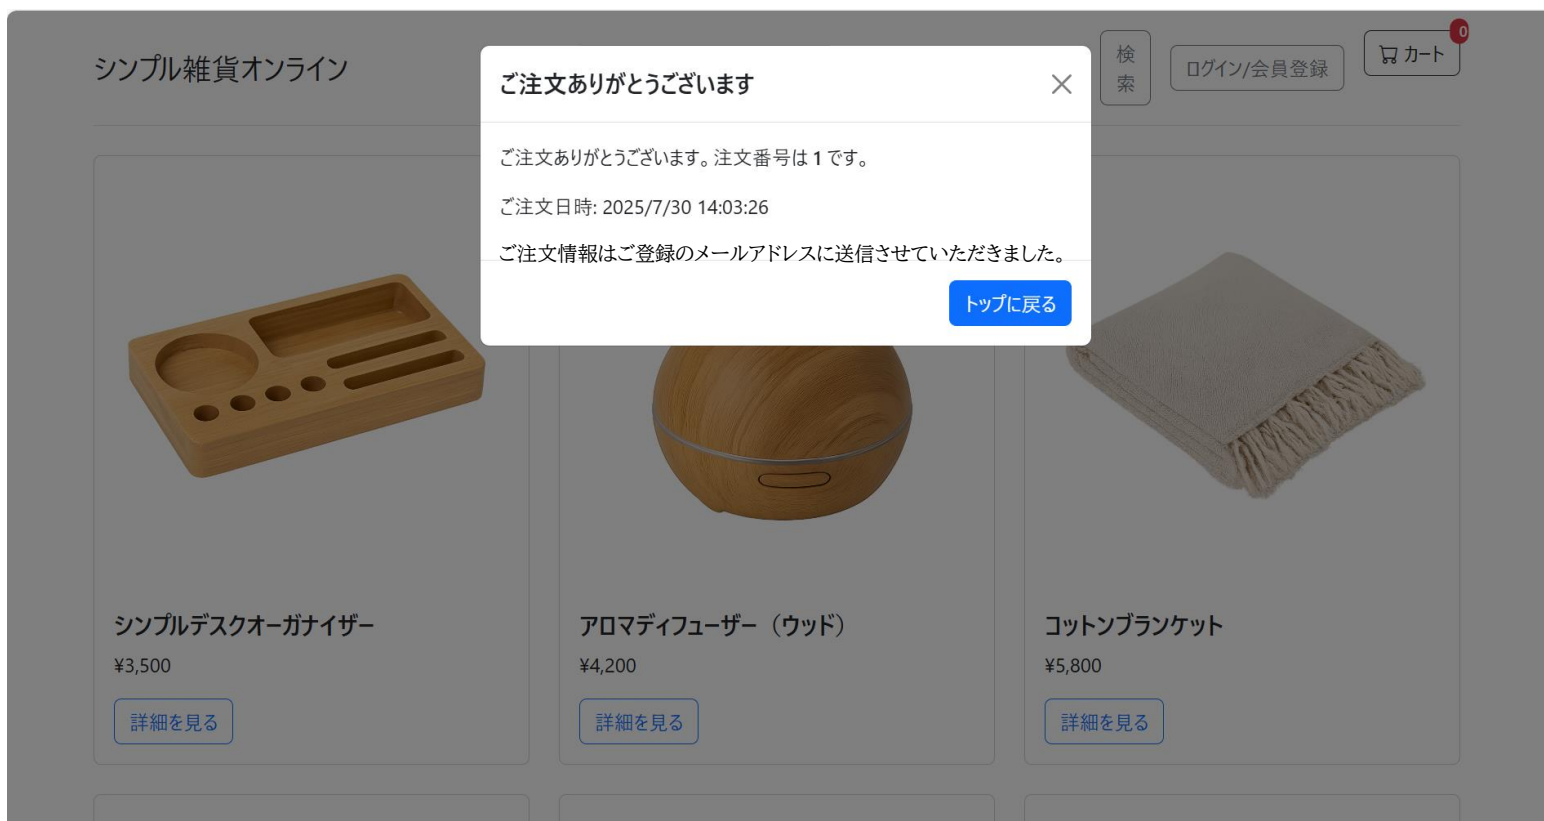 シンプル雑貨オンライン
検索
ログイン/会員登録
カート
0
ご注文ありがとうございます
ご注文ありがとうございます。注文番号は 1 です。
ご注文日時: 2025/7/30 14:03:26
ご注文情報はご登録のメールアドレスに送信させていただきました。
トップに戻る
シンプルデスクオーガナイザー
¥3,500
詳細を見る
アロマディフューザー（ウッド）
¥4,200
詳細を見る
コットンブランケット
¥5,800
詳細を見る